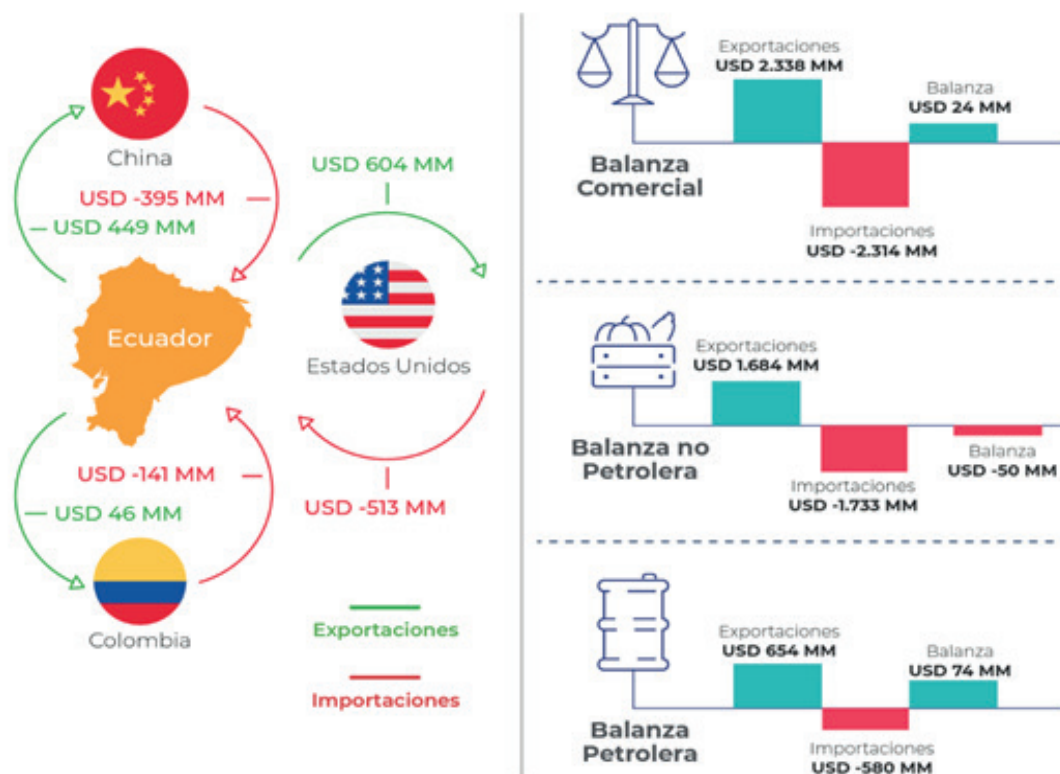 China
USD -395 MM
USD 449 MM
Ecuador
USD 604 MM
Estados Unidos
USD -513 MM
USD -141 MM
USD 46 MM
Colombia
Exportaciones
Importaciones
Balanza
Comercial
Exportaciones
USD 2.338 MM
Importaciones
USD -2.314 MM
Balanza
USD 24 MM
Balanza no
Petrolera
Exportaciones
USD 1.684 MM
Importaciones
USD -1.733 MM
Balanza
USD -50 MM
Balanza
Petrolera
Exportaciones
USD 654 MM
Importaciones
USD -580 MM
Balanza
USD 74 MM